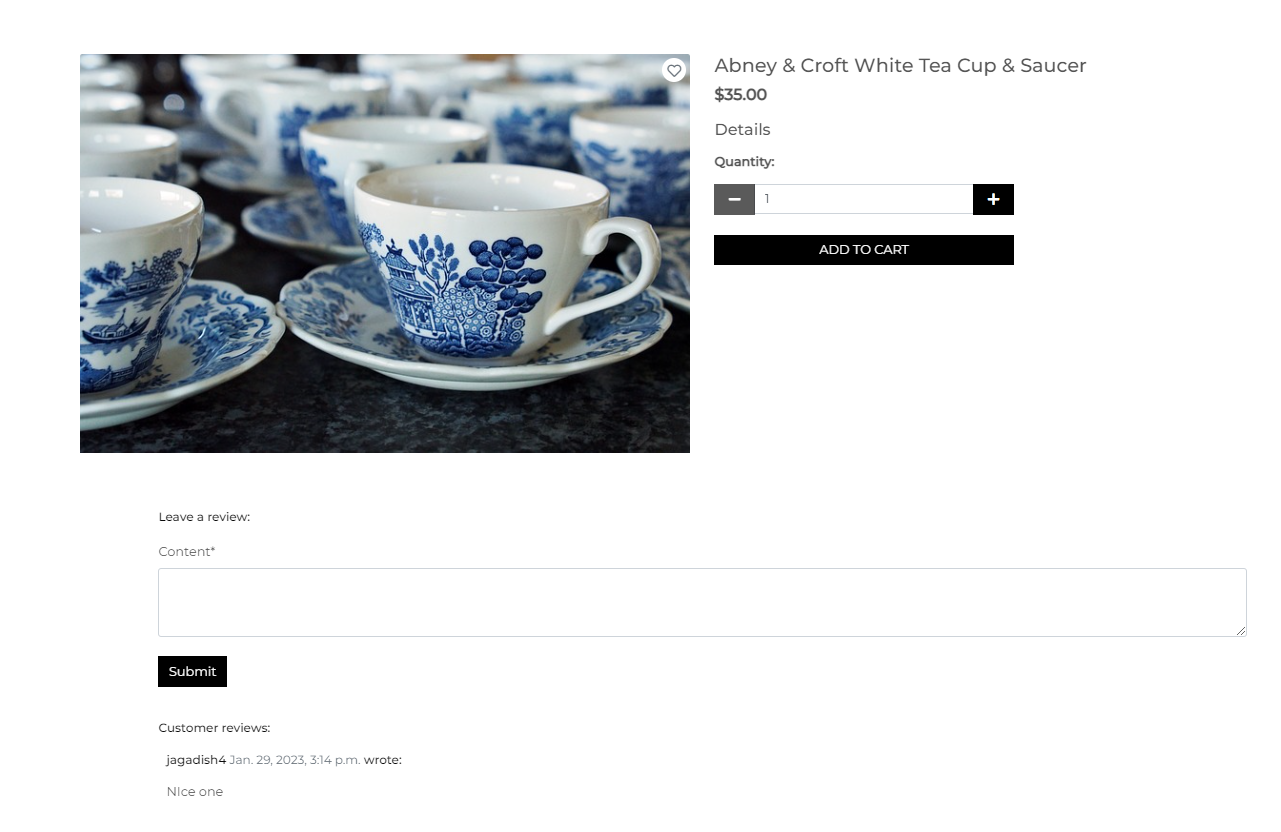 Abney & Croft White Tea Cup & Saucer
$35.00
Details
Quantity:
1
ADD TO CART
Leave a review:
Content*
Submit
Customer reviews:
jagadish4 Jan. 29, 2023, 3:14 p.m. wrote:
NIce one